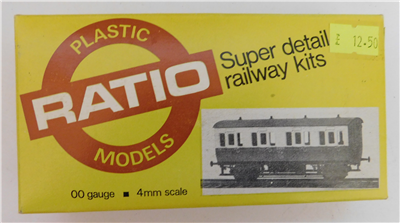 PLASTIC
RATIO
MODELS
Super detail
railway kits
£ 12-50
00 gauge ■ 4mm scale